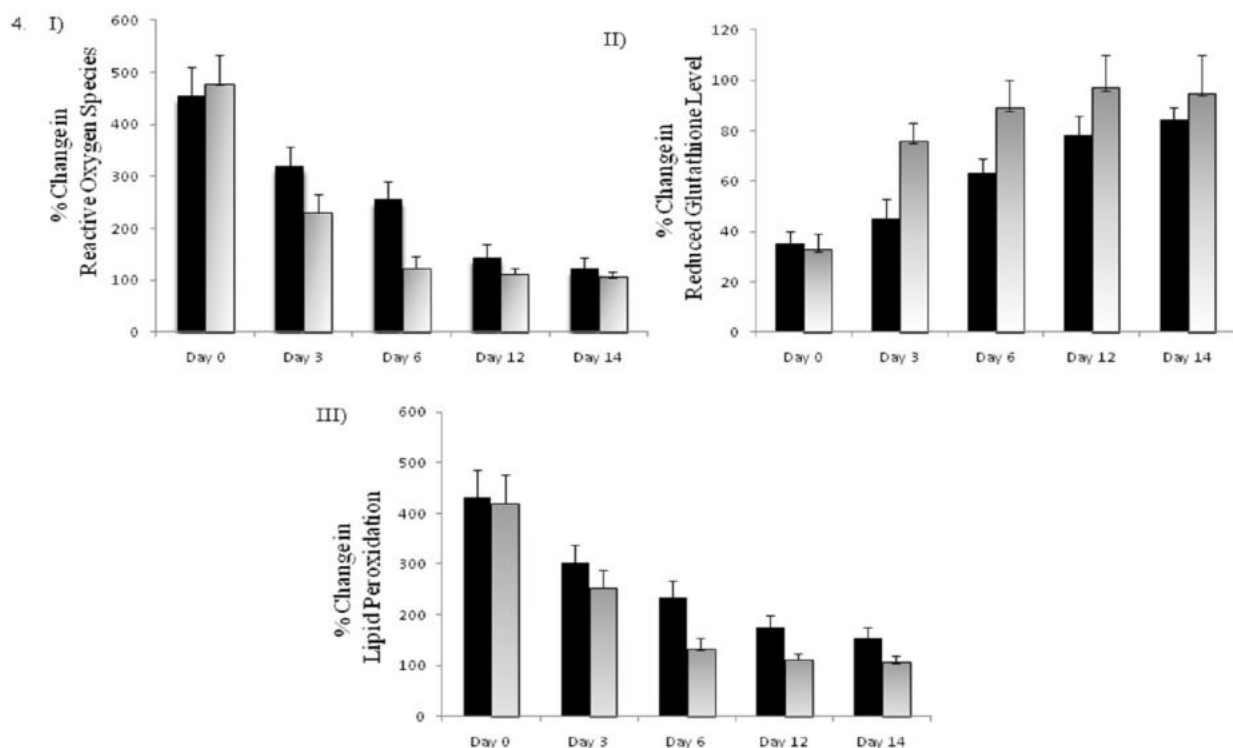 4. I)
% Change in
Reactive Oxygen Species
600
500
400
300
200
100
0
Day 0 Day 3 Day 6 Day 12 Day 14
II)
% Change in
Reduced Glutathione Level
120
100
80
60
40
20
0
Day 0 Day 3 Day 6 Day 12 Day 14
III)
% Change in
Lipid Peroxidation
600
500
400
300
200
100
0
Day 0 Day 3 Day 6 Day 12 Day 14